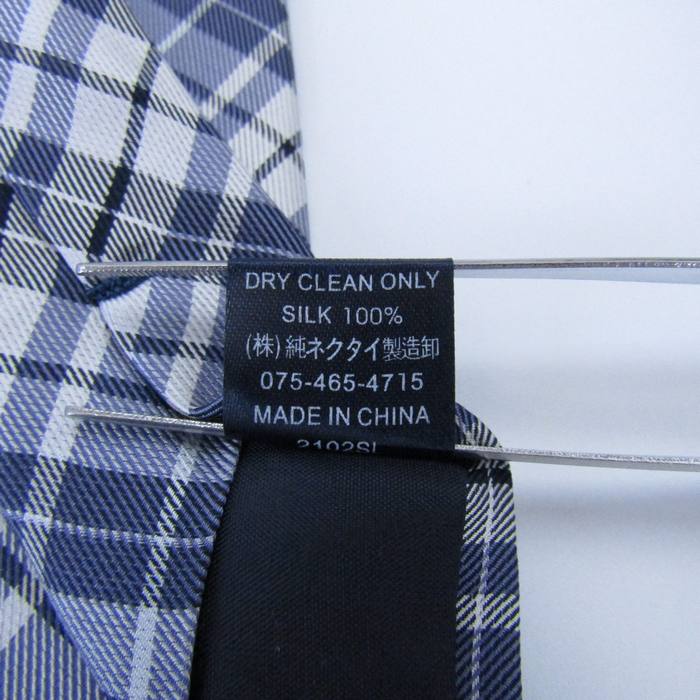 DRY CLEAN ONLY
SILK 100%
(株)純ネクタイ製造卸
075-465-4715
MADE IN CHINA
2102SL